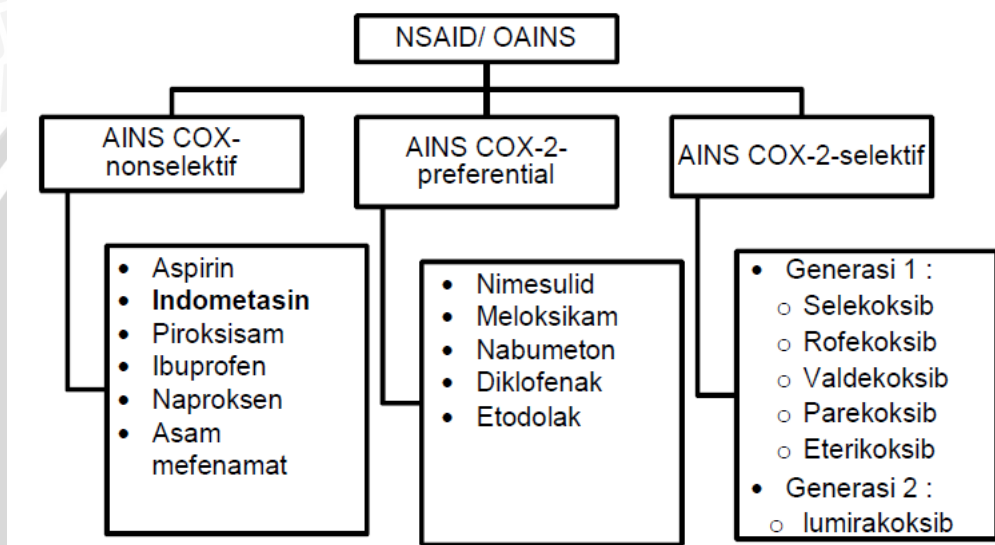 NSAID/ OAINS
AINS COX-
nonselektif
AINS COX-2-
preferential
AINS COX-2-selektif
• Aspirin
• Indometasin
• Piroksisam
• Ibuprofen
• Naproksen
• Asam
mefenamat
• Nimesulid
• Meloksikam
• Nabumeton
• Diklofenak
• Etodolak
• Generasi 1 :
o Selekoksib
o Rofekoksib
o Valdekoksib
o Parekoksib
o Eterikoksib
• Generasi 2 :
o lumirakoksib